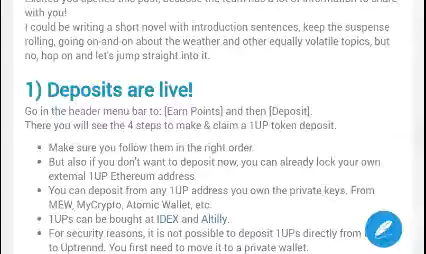 with you!
I could be writing a short novel with introduction sentences, keep the suspense
rolling, going on-and-on about the weather and other equally volatile topics, but
no, hop on and let's jump straight into it.
1) Deposits are live!
Go in the header menu bar to: [Earn Points] and then [Deposit].
There you will see the 4 steps to make & claim a 1UP token deposit.
Make sure you follow them in the right order.
But also if you don't want to deposit now, you can already lock your own
external 1UP Ethereum address.
You can deposit from any 1UP address you own the private keys. From
MEW, MyCrypto, Atomic Wallet, etc.
1UPs can be bought at IDEX and Altilly.
For security reasons, it is not possible to deposit 1UPs directly from
to Uptrennd. You first need to move it to a private wallet.